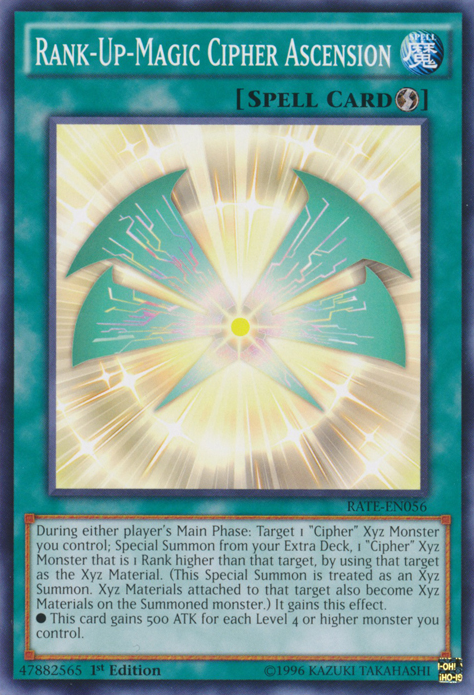 RANK-UP-MAGIC CIPHER ASCENSION
SPELL
魔
[SPELL CARD]
RATE-EN056
During either player's Main Phase: Target 1 "Cipher" Xyz Monster
you control; Special Summon from your Extra Deck, 1 "Cipher" Xyz
Monster that is 1 Rank higher than that target, by using that target
as the Xyz Material. (This Special Summon is treated as an Xyz
Summon. Xyz Materials attached to that target also become Xyz
Materials on the Summoned monster.) It gains this effect.
● This card gains 500 ATK for each Level 4 or higher monster you
control.
47882565 1st Edition ©1996 KAZUKI TAKAHASHI